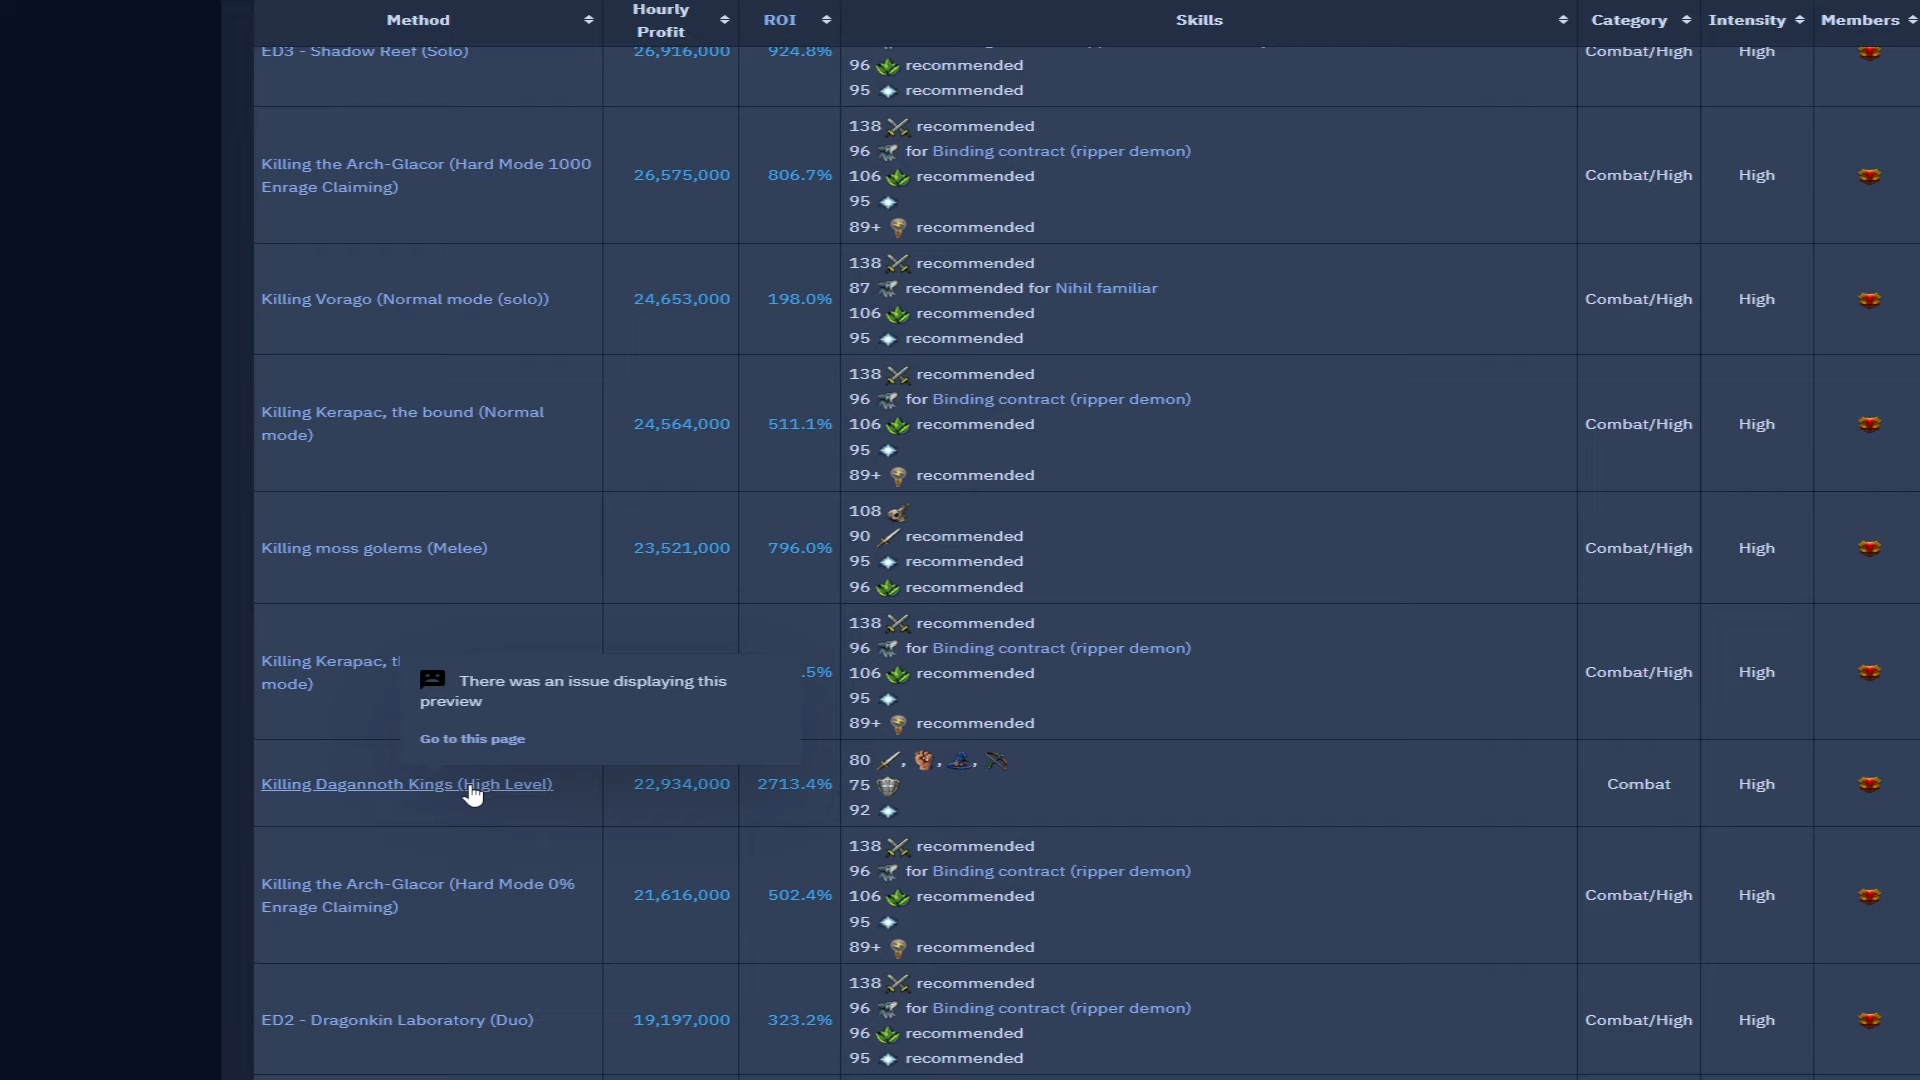 Method
Hourly
Profit
ROI
Skills
Category
Intensity
Members
ED3 - Shadow Reef (Solo)
26,916,000
924.8%
96 recommended
95 recommended
Combat/High
High
Killing the Arch-Glacor (Hard Mode 1000
Enrage Claiming)
26,575,000
806.7%
138 recommended
96 for Binding contract (ripper demon)
106 recommended
95
89+ recommended
Combat/High
High
Killing Vorago (Normal mode (solo))
24,653,000
198.0%
138 recommended
87 recommended for Nihil familiar
106 recommended
95 recommended
Combat/High
High
Killing Kerapac, the bound (Normal
mode)
24,564,000
511.1%
138 recommended
96 for Binding contract (ripper demon)
106 recommended
95
89+ recommended
Combat/High
High
Killing moss golems (Melee)
23,521,000
796.0%
108
90 recommended
95 recommended
96 recommended
Combat/High
High
Killing Kerapac, t
mode)
.5%
138 recommended
96 for Binding contract (ripper demon)
106 recommended
95
89+ recommended
Combat/High
High
There was an issue displaying this
preview
Go to this page
Killing Dagannoth Kings (High Level)
22,934,000
2713.4%
80 , , ,
75
92
Combat
High
Killing the Arch-Glacor (Hard Mode 0%
Enrage Claiming)
21,616,000
502.4%
138 recommended
96 for Binding contract (ripper demon)
106 recommended
95
89+ recommended
Combat/High
High
ED2 - Dragonkin Laboratory (Duo)
19,197,000
323.2%
138 recommended
96 for Binding contract (ripper demon)
96 recommended
95 recommended
Combat/High
High